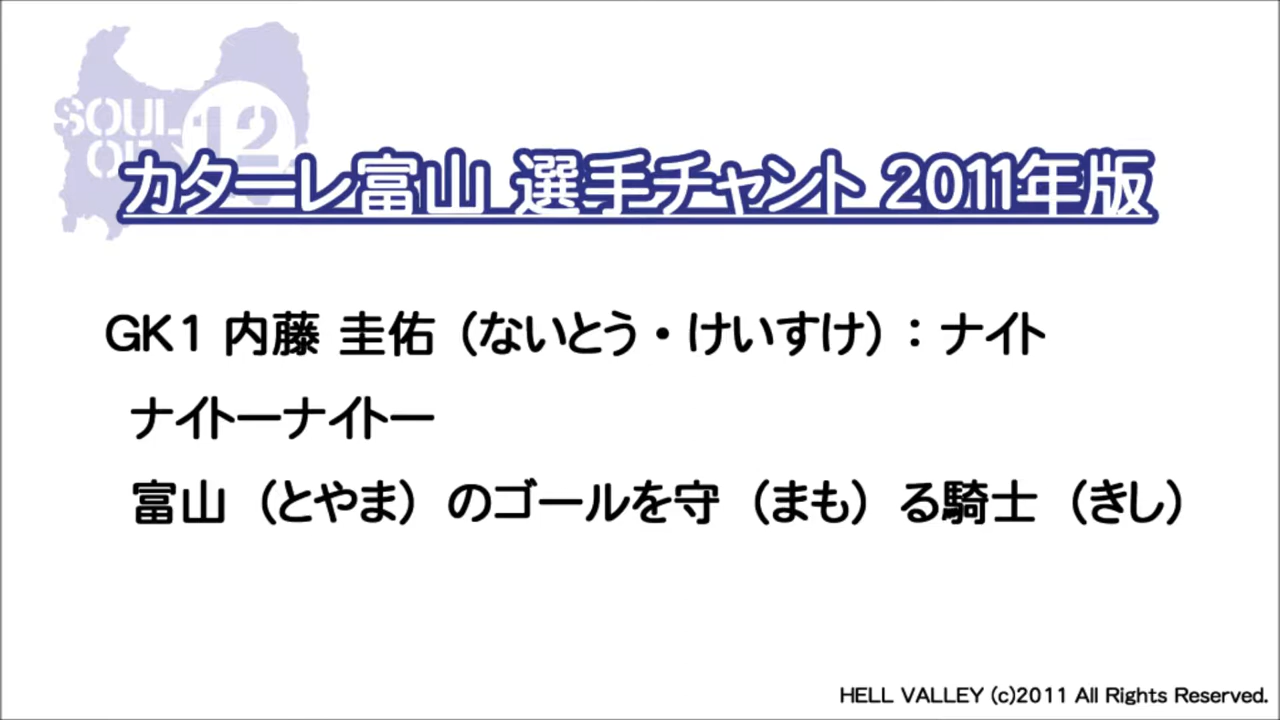 SOUL
OF 12
カターレ富山 選手チャント 2011年版
GK1 内藤 圭佑（ないとう・けいすけ）：ナイト
ナイトーナイトー
富山（とやま）のゴールを守（まも）る騎士（きし）
HELL VALLEY (c)2011 All Rights Reserved.